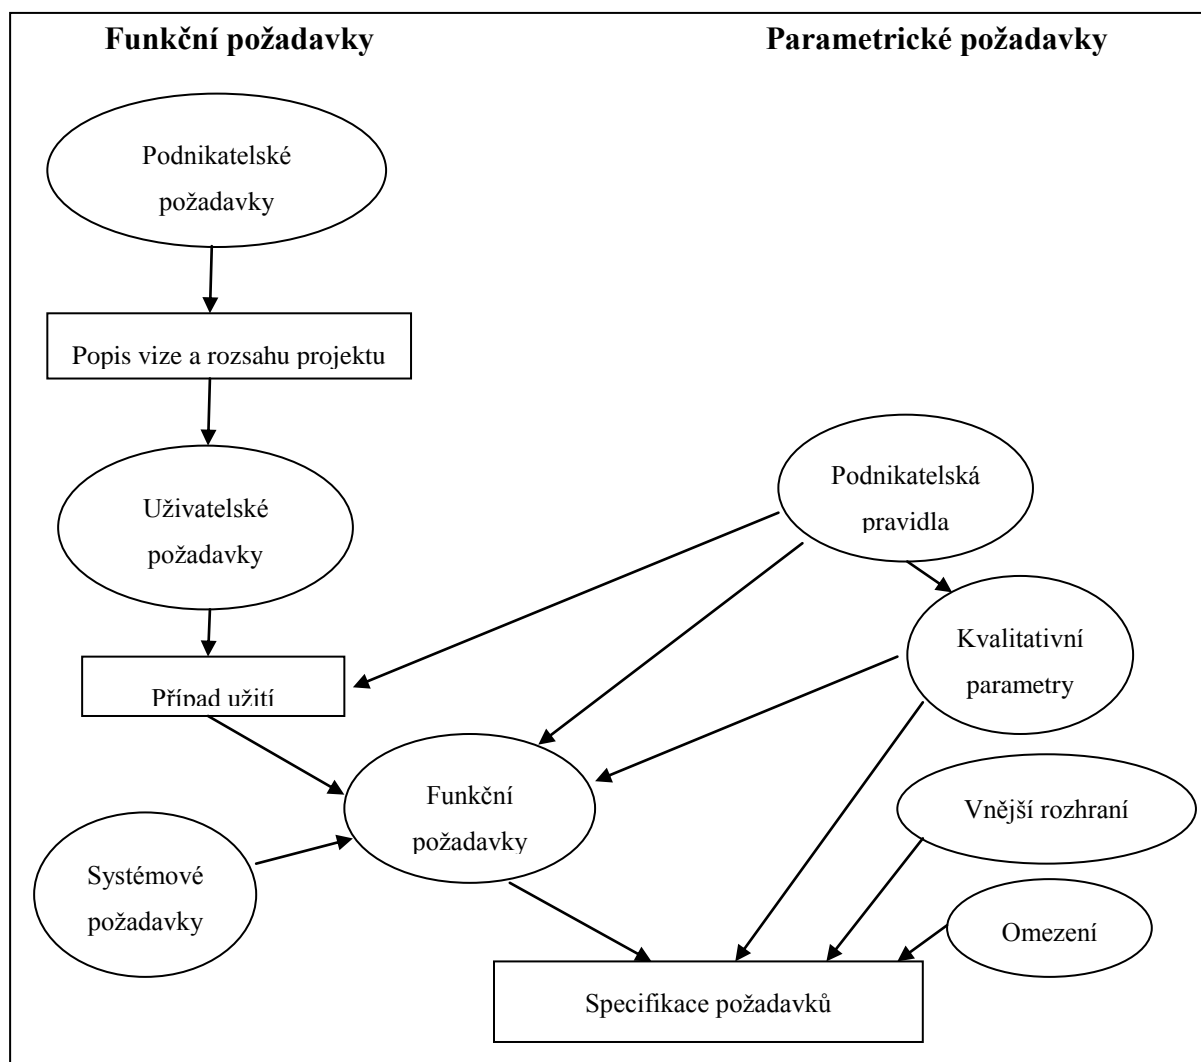 Funkční požadavky
Parametrické požadavky
Podnikatelské
požadavky
Popis vize a rozsahu projektu
Uživatelské
požadavky
Podnikatelská
pravidla
Případ užití
Kvalitativní
parametry
Funkční
požadavky
Vnější rozhraní
Systémové
požadavky
Omezení
Specifikace požadavků